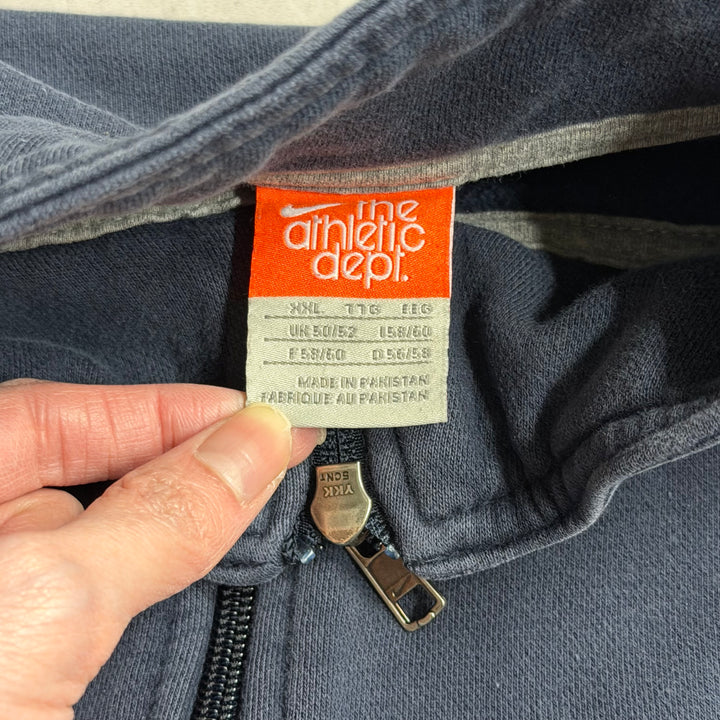 the
athletic
dept.
XXL TTG EEG
UK 50/52 I 58/60
F 58/60 D 56/58
MADE IN PAKISTAN
FABRIQUE AU PAKISTAN
YKK
5CNT